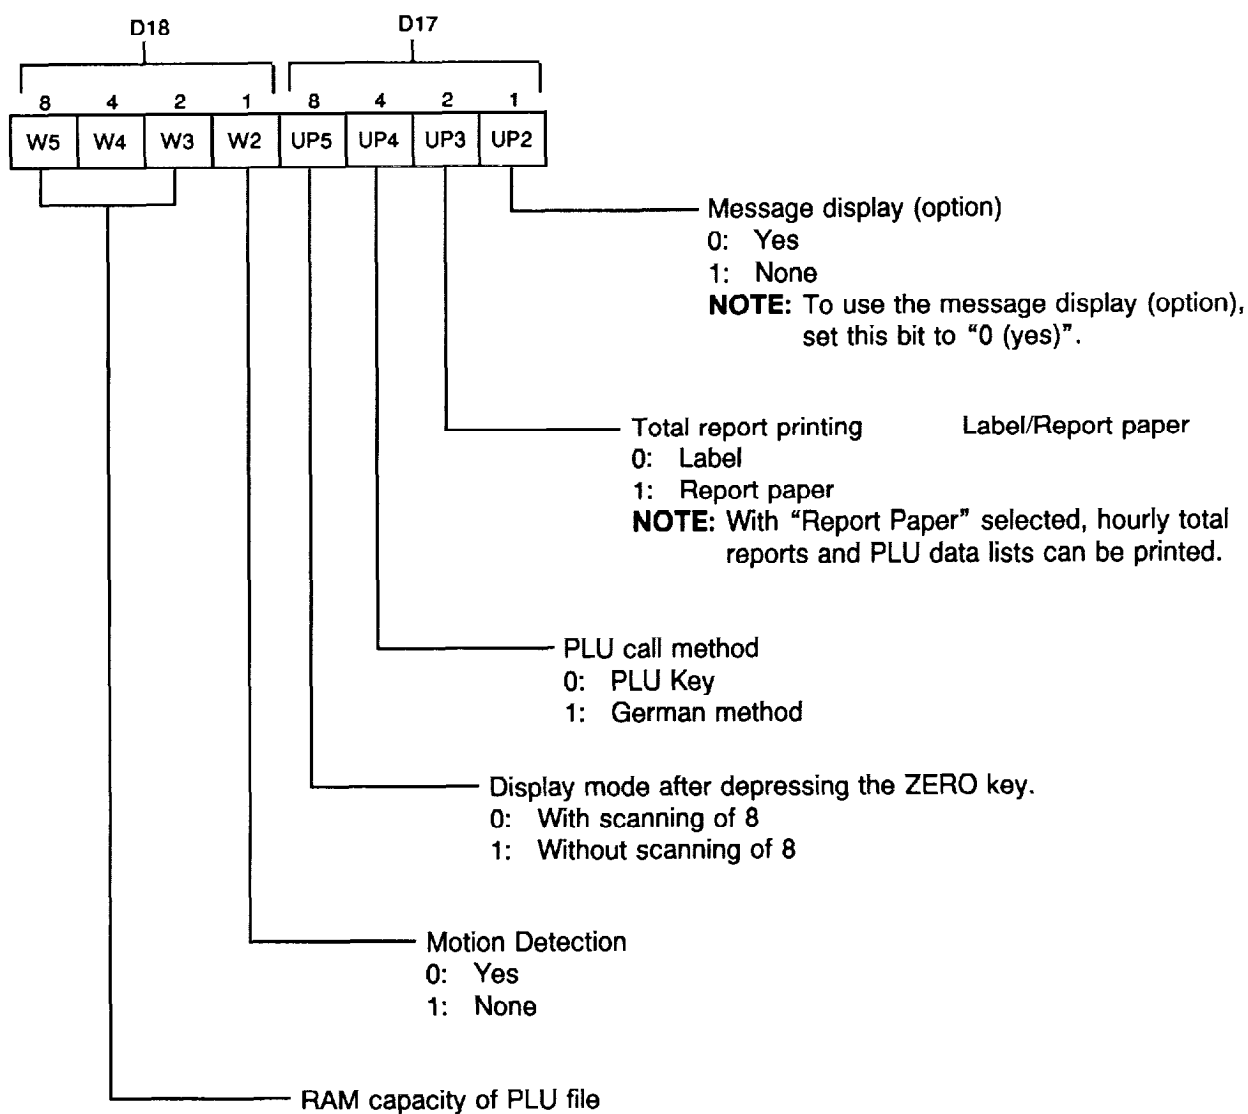 D18 D17
8 4 2 1 8 4 2 1
W5 W4 W3 W2 UP5 UP4 UP3 UP2
Message display (option)
0: Yes
1: None
NOTE: To use the message display (option),
set this bit to “0 (yes)”.
Total report printing Label/Report paper
0: Label
1: Report paper
NOTE: With “Report Paper” selected, hourly total
reports and PLU data lists can be printed.
PLU call method
0: PLU Key
1: German method
Display mode after depressing the ZERO key.
0: With scanning of 8
1: Without scanning of 8
Motion Detection
0: Yes
1: None
RAM capacity of PLU file